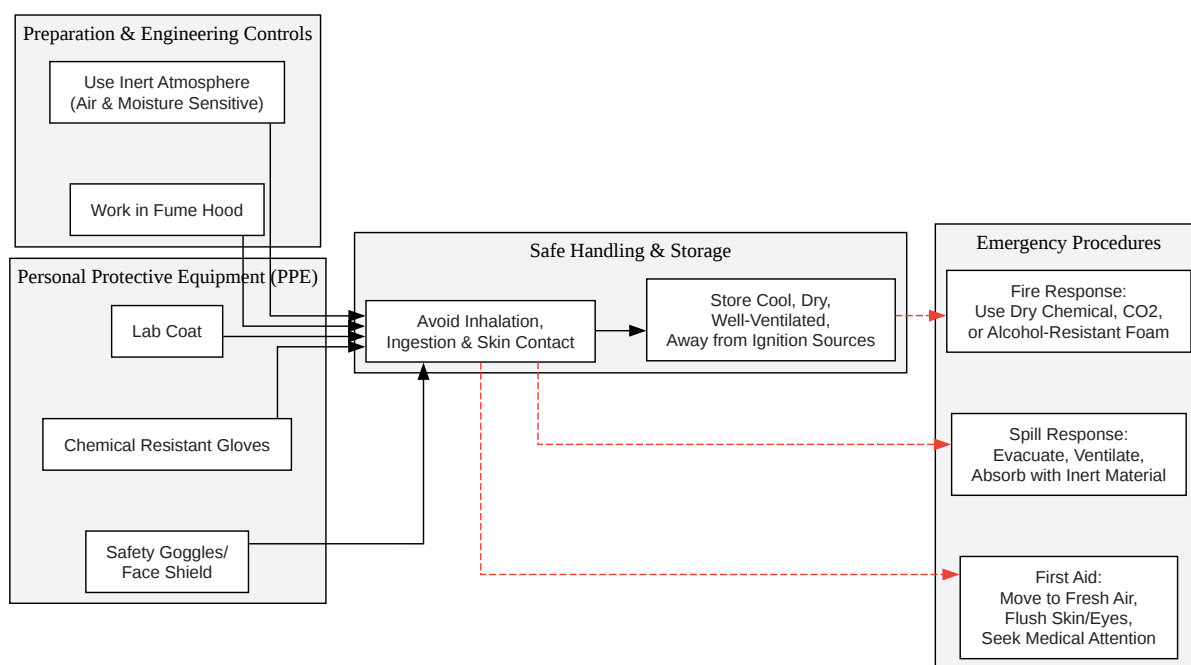 Preparation & Engineering Controls
Use Inert Atmosphere
(Air & Moisture Sensitive)
Work in Fume Hood
Personal Protective Equipment (PPE)
Lab Coat
Chemical Resistant Gloves
Safety Goggles/
Face Shield
Safe Handling & Storage
Avoid Inhalation,
Ingestion & Skin Contact
Store Cool, Dry,
Well-Ventilated,
Away from Ignition Sources
Emergency Procedures
Fire Response:
Use Dry Chemical, CO2,
or Alcohol-Resistant Foam
Spill Response:
Evacuate, Ventilate,
Absorb with Inert Material
First Aid:
Move to Fresh Air,
Flush Skin/Eyes,
Seek Medical Attention